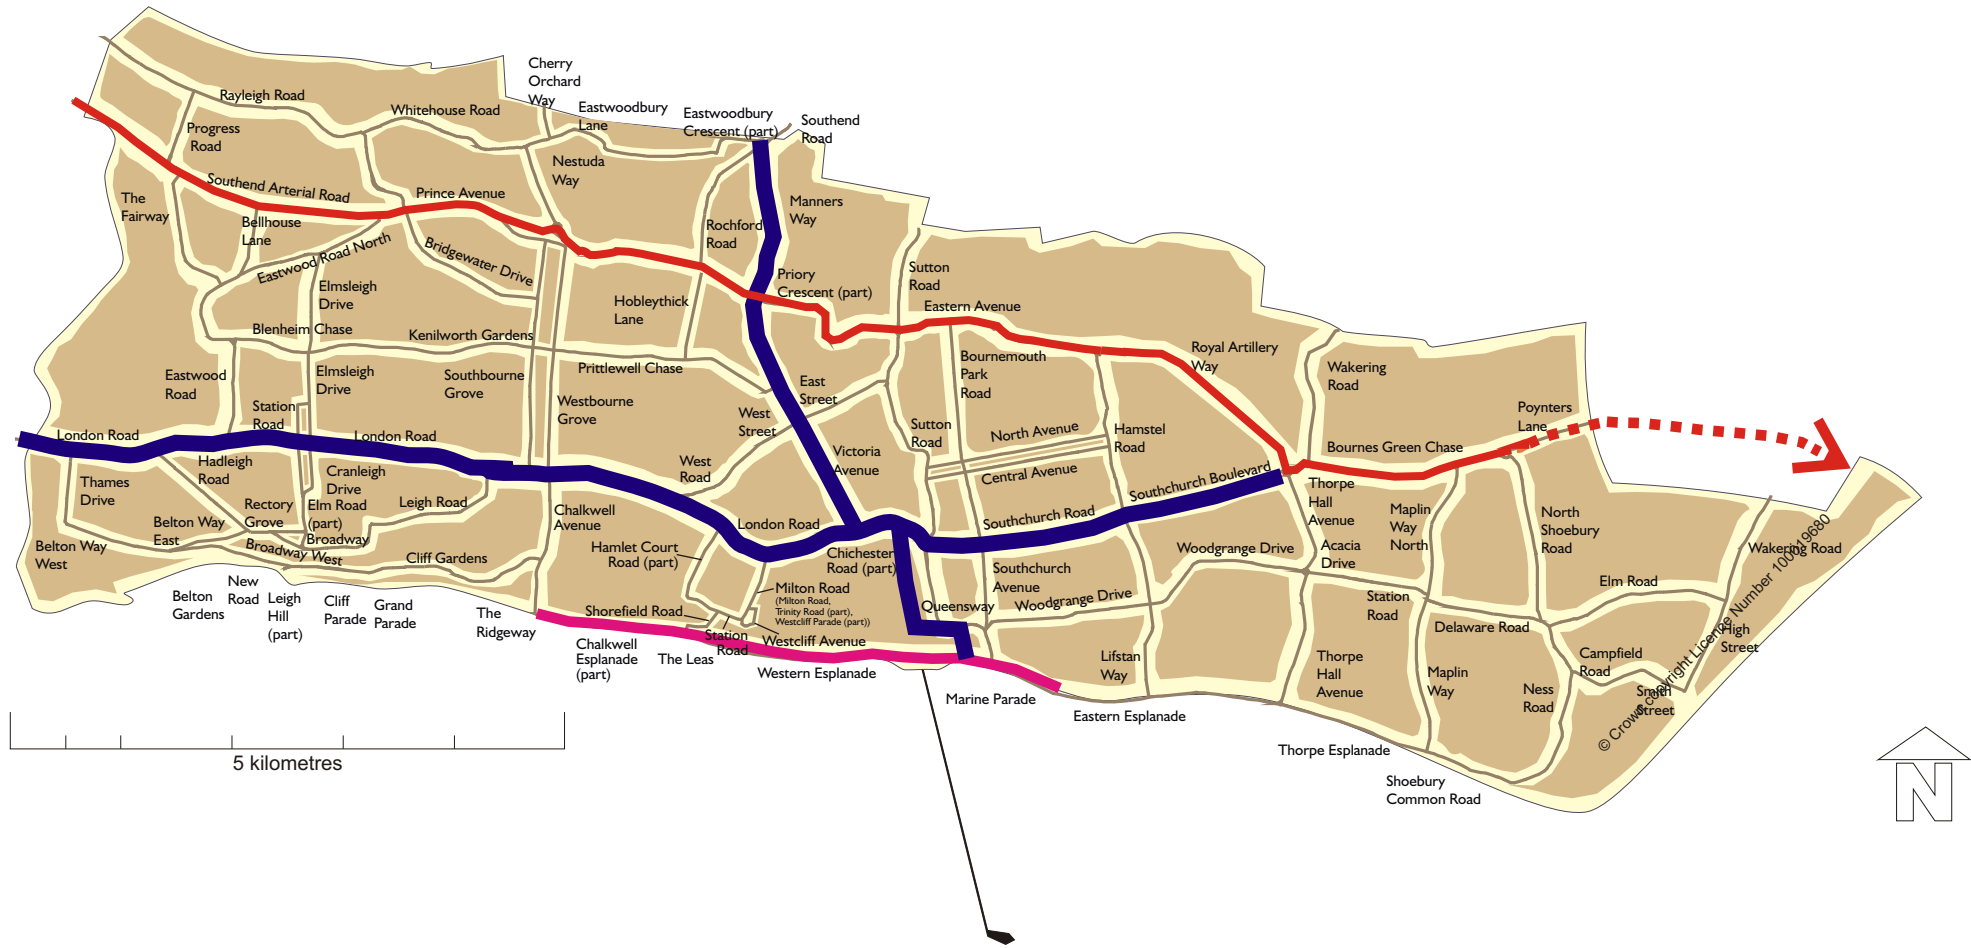 Cherry
Orchard
Way
Rayleigh Road
Whitehouse Road
Eastwoodbury
Lane
Eastwoodbury
Crescent (part)
Southend
Road
Progress
Road
Nestuda
Way
The
Fairway
Southend Arterial Road
Prince Avenue
Manners
Way
Bellhouse
Lane
Rochford
Road
Eastwood Road North
Bridgewater Drive
Priory
Crescent (part)
Sutton
Road
Elmsleigh
Drive
Hobleythick
Lane
Eastern Avenue
Blenheim Chase
Kenilworth Gardens
Prittlewell Chase
Bournemouth
Park
Road
Royal Artillery
Way
Wakering
Road
Eastwood
Road
Elmsleigh
Drive
Southbourne
Grove
East
Street
Station
Road
Westbourne
Grove
West
Street
Poynters
Lane
London Road
London Road
Sutton
Road
North Avenue
Hamstel
Road
Bournes Green Chase
Hadleigh
Road
Cranleigh
Drive
West
Road
Victoria
Avenue
Central Avenue
Southchurch Boulevard
Thames
Drive
Rectory
Grove
Elm Road
(part)
Broadway
Leigh Road
Chalkwell
Avenue
London Road
Southchurch Road
Thorpe
Hall
Avenue
Maplin
Way
North
North
Shoebury
Road
Belton Way
East
Belton Way
West
Broadway West
Cliff Gardens
Hamlet Court
Road (part)
Chichester
Road (part)
Woodgrange Drive
Acacia
Drive
Wakering Road
New
Road
Belton
Gardens
Leigh
Hill
(part)
Cliff
Parade
Grand
Parade
The
Ridgeway
Shorefield Road
Milton Road
(Milton Road,
Trinity Road (part),
Westcliff Parade (part))
Queensway
Southchurch
Avenue
Woodgrange Drive
Station
Road
Elm Road
Delaware Road
High
Street
Chalkwell
Esplanade
(part)
The Leas
Station
Road
Westcliff Avenue
Western Esplanade
Lifstan
Way
Thorpe
Hall
Avenue
Maplin
Way
Campfield
Road
Ness
Road
Smith
Street
Marine Parade
Eastern Esplanade
Thorpe Esplanade
Shoebury
Common Road
© Crown copyright Licence Number 100019680
5 kilometres
N